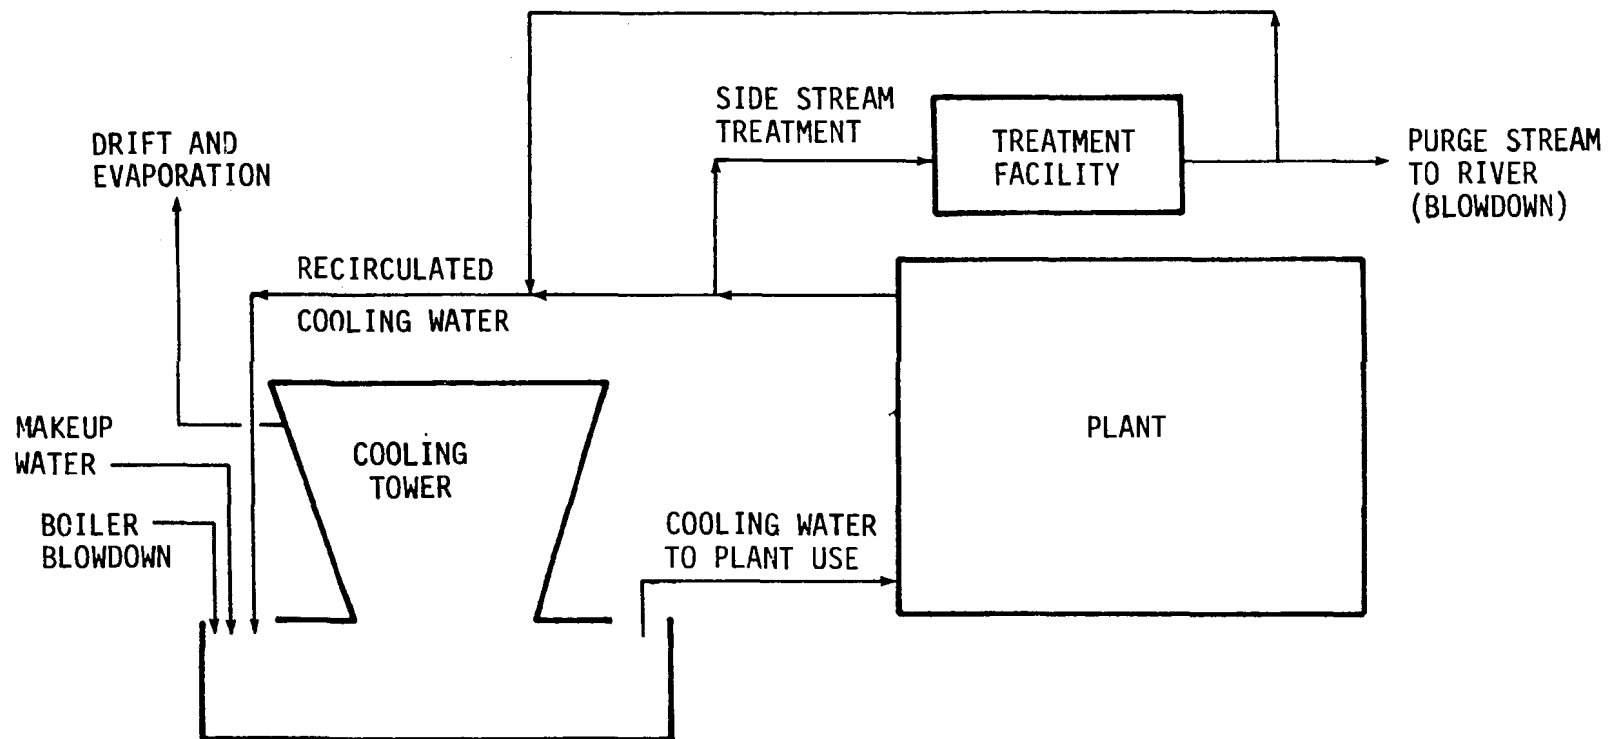 SIDE STREAM
TREATMENT
TREATMENT
FACILITY
PURGE STREAM
TO RIVER
(BLOWDOWN)
DRIFT AND
EVAPORATION
RECIRCULATED
COOLING WATER
MAKEUP
WATER
COOLING
TOWER
PLANT
BOILER
BLOWDOWN
COOLING WATER
TO PLANT USE